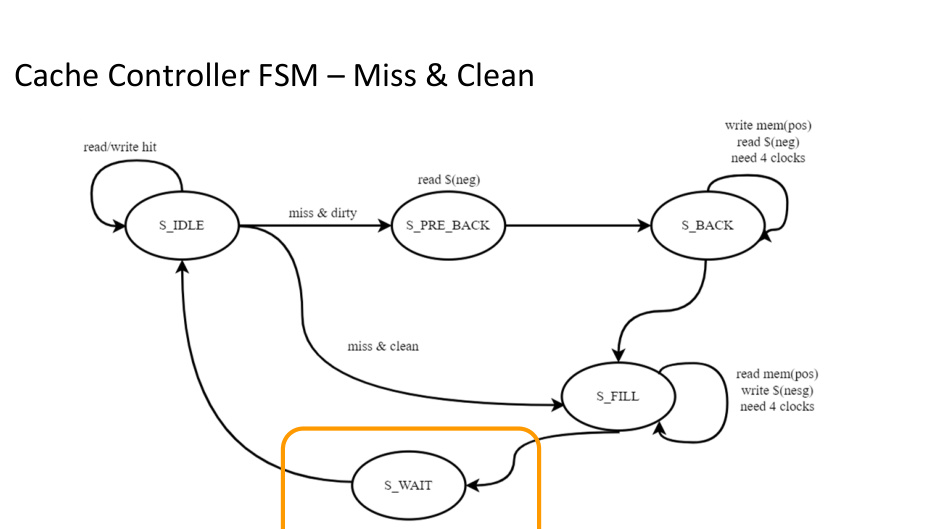 Cache Controller FSM – Miss & Clean
write mem(pos)
read S(neg)
need 4 clocks
read/write hit
read S(neg)
miss & dirty
S_IDLE
S_PRE_BACK
S_BACK
miss & clean
read mem(pos)
write S(nesg)
need 4 clocks
S_FILL
S_WAIT